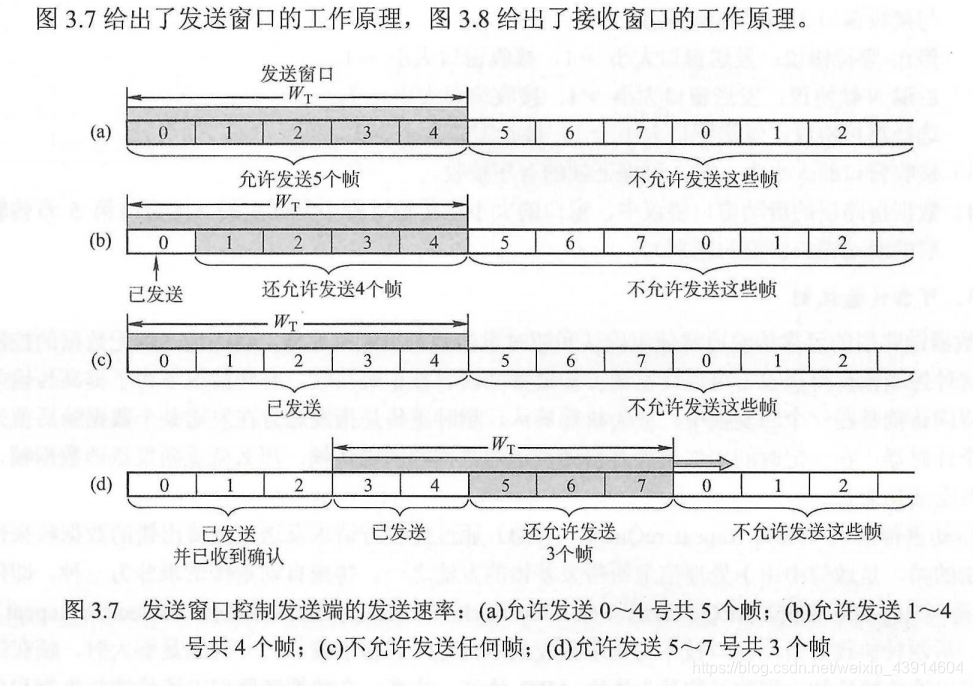 图 3.7 给出了发送窗口的工作原理，图 3.8 给出了接收窗口的工作原理。
发送窗口
W_T
(a) 0 1 2 3 4 5 6 7 0 1 2
允许发送5个帧 不允许发送这些帧
W_T
(b) 0 1 2 3 4 5 6 7 0 1 2
已发送 还允许发送4个帧 不允许发送这些帧
W_T
(c) 0 1 2 3 4 5 6 7 0 1 2
已发送 不允许发送这些帧
W_T
(d) 0 1 2 3 4 5 6 7 0 1 2
已发送 已发送 还允许发送 不允许发送这些帧
并已收到确认 3个帧
图 3.7 发送窗口控制发送端的发送速率：(a)允许发送 0～4 号共 5 个帧；(b)允许发送 1～4
号共 4 个帧；(c)不允许发送任何帧；(d)允许发送 5～7 号共 3 个帧
https://blog.csdn.net/weixin_43914604